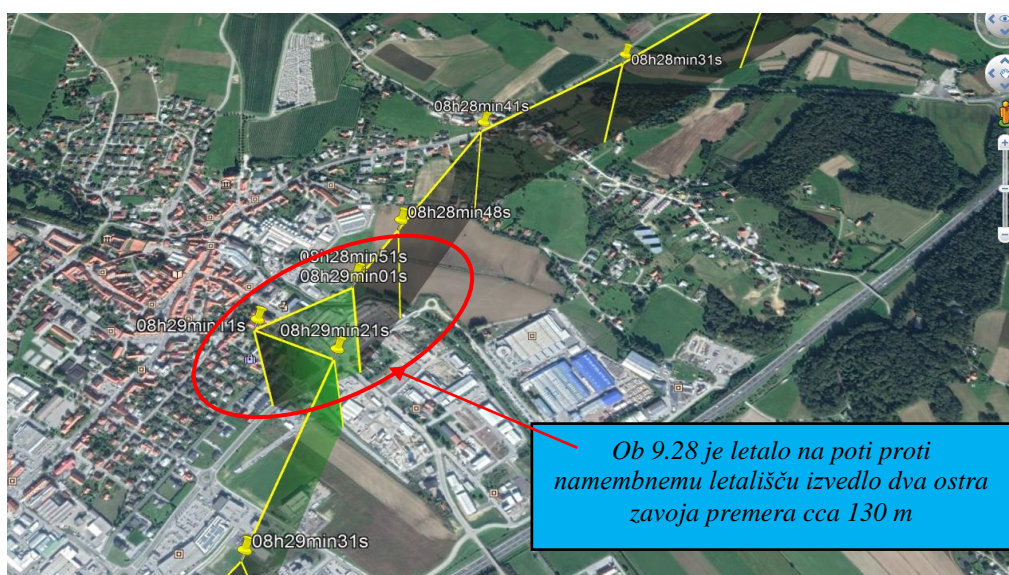 08h28min31s
08h28min41s
08h28min48s
08h28min51s
08h29min01s
08h29min11s
08h29min21s
08h29min31s
Ob 9.28 je letalo na poti proti
namembnemu letališču izvedlo dva ostra
zavoja premera cca 130 m